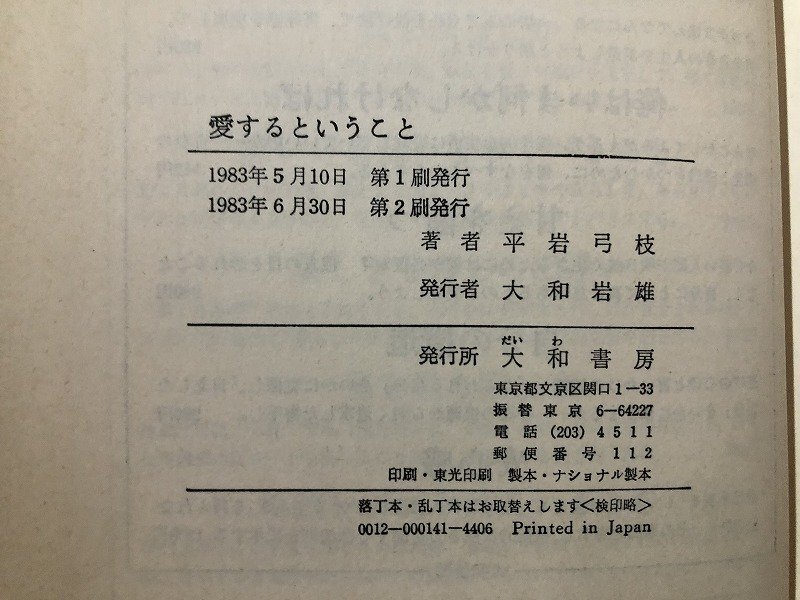 愛するということ
1983年5月10日 第1刷発行
1983年6月30日 第2刷発行
著者 平岩弓枝
発行者 大和岩雄
だいわ
発行所 大和書房
東京都文京区関口1—33
振替東京 6—64227
電話 (203) 4511
郵便番号 112
印刷・東光印刷 製本・ナショナル製本
落丁本・乱丁本はお取替えします<検印略>
0012—000141—4406 Printed in Japan